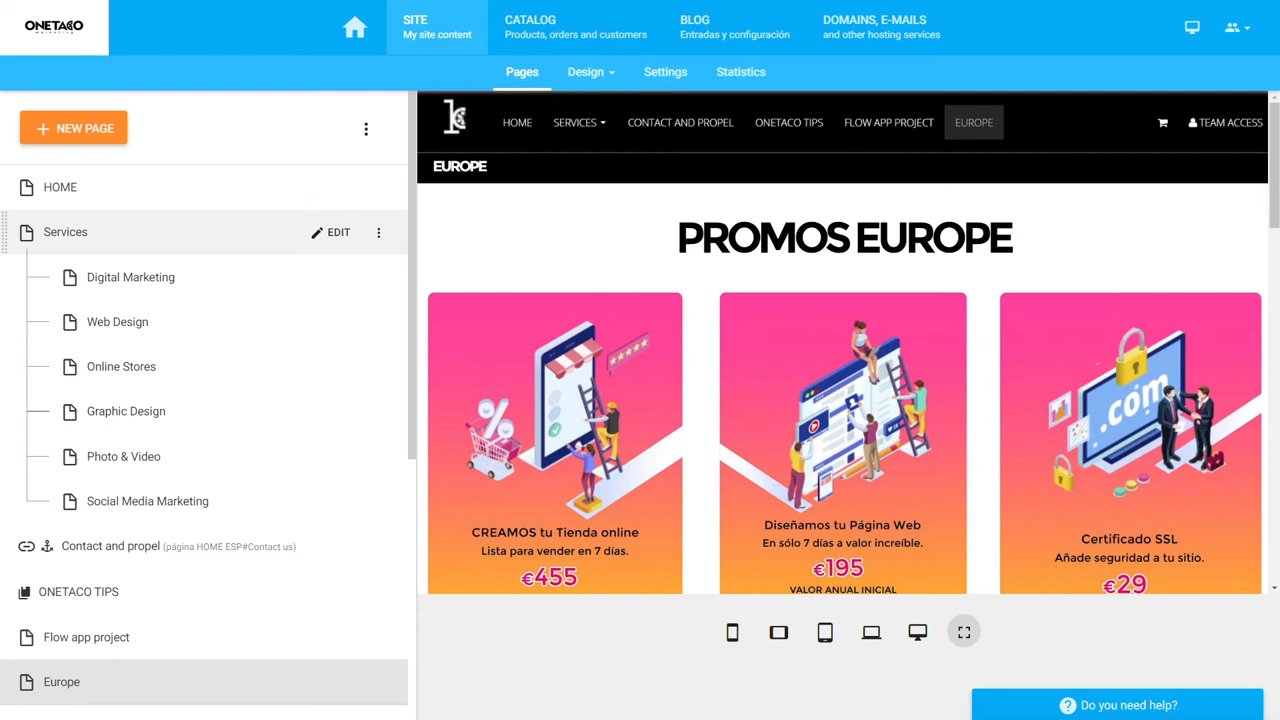 ONETACO
marketing
SITE
My site content
CATALOG
Products, orders and customers
BLOG
Entradas y configuración
DOMAINS, E-MAILS
and other hosting services
Pages
Design
Settings
Statistics
NEW PAGE
HOME
Services
EDIT
Digital Marketing
Web Design
Online Stores
Graphic Design
Photo & Video
Social Media Marketing
Contact and propel (página HOME ESP#Contact us)
ONETACO TIPS
Flow app project
Europe
HOME
SERVICES
CONTACT AND PROPEL
ONETACO TIPS
FLOW APP PROJECT
EUROPE
TEAM ACCESS
EUROPE
PROMOS EUROPE
CREAMOS tu Tienda online
Lista para vender en 7 días.
€455
Diseñamos tu Página Web
En sólo 7 días a valor increíble.
€195
VALOR ANUAL INICIAL
.com
Certificado SSL
Añade seguridad a tu sitio.
€29
Do you need help?